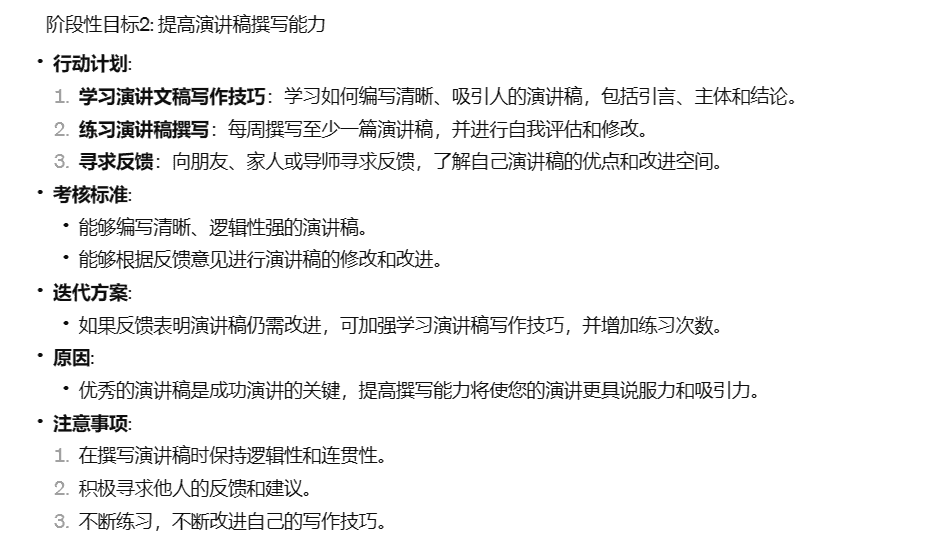 阶段性目标2: 提高演讲稿撰写能力
• 行动计划:
1. 学习演讲文稿写作技巧：学习如何编写清晰、吸引人的演讲稿，包括引言、主体和结论。
2. 练习演讲稿撰写：每周撰写至少一篇演讲稿，并进行自我评估和修改。
3. 寻求反馈：向朋友、家人或导师寻求反馈，了解自己演讲稿的优点和改进空间。
• 考核标准:
• 能够编写清晰、逻辑性强的演讲稿。
• 能够根据反馈意见进行演讲稿的修改和改进。
• 迭代方案:
• 如果反馈表明演讲稿仍需改进，可加强学习演讲稿写作技巧，并增加练习次数。
• 原因:
• 优秀的演讲稿是成功演讲的关键，提高撰写能力将使您的演讲更具说服力和吸引力。
• 注意事项:
1. 在撰写演讲稿时保持逻辑性和连贯性。
2. 积极寻求他人的反馈和建议。
3. 不断练习，不断改进自己的写作技巧。